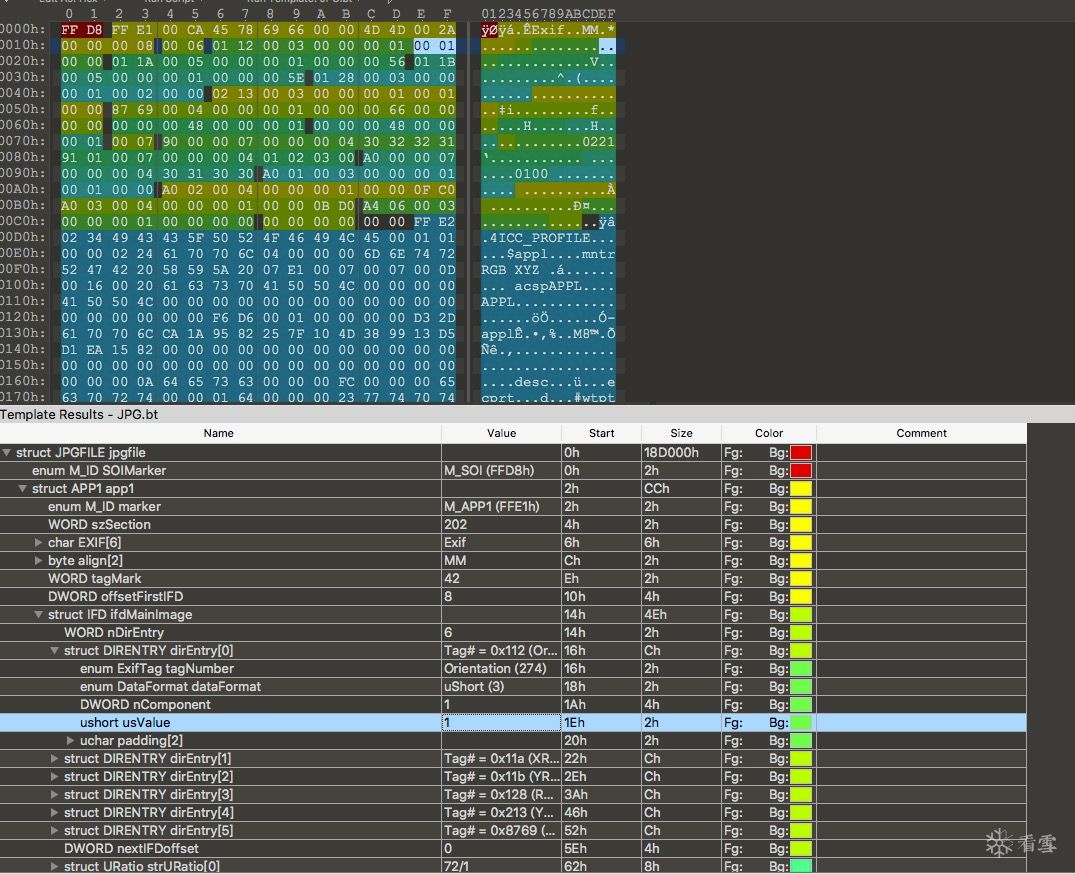 0 1 2 3 4 5 6 7 8 9 A B C D E F 0123456789ABCDEF
0000h: FF D8 FF E1 00 CA 45 78 69 66 00 00 4D 4D 00 2A ÿØÿá.ÊExif..MM.*
0010h: 00 00 00 08 00 06 01 12 00 03 00 00 00 01 00 01 ................
0020h: 00 00 01 1A 00 05 00 00 00 01 00 00 00 56 01 1B .............V..
0030h: 00 05 00 00 00 01 00 00 00 5E 01 28 00 03 00 00 .........^.(....
0040h: 00 01 00 02 00 00 02 13 00 03 00 00 00 01 00 01 ................
0050h: 00 00 87 69 00 04 00 00 00 01 00 00 00 66 00 00 ..‡i.........f..
0060h: 00 00 00 00 00 48 00 00 00 01 00 00 00 48 00 00 .....H.......H..
0070h: 00 01 00 07 90 00 00 07 00 00 00 04 30 32 32 31 ............0221
0080h: 91 01 00 07 00 00 00 04 01 02 03 00 A0 00 00 07 ‘...............
0090h: 00 00 00 04 30 31 30 30 A0 01 00 03 00 00 00 01 ....0100 .......
00A0h: 00 01 00 00 A0 02 00 04 00 00 00 01 00 00 0F C0 ...............À
00B0h: A0 03 00 04 00 00 00 01 00 00 0B D0 A4 06 00 03 ...........Ð¤...
00C0h: 00 00 00 01 00 00 00 00 00 00 00 00 00 00 FF E2 ..............ÿâ
00D0h: 02 34 49 43 43 5F 50 52 4F 46 49 4C 45 00 01 01 .4ICC_PROFILE...
00E0h: 00 00 02 24 61 70 70 6C 04 00 00 00 6D 6E 74 72 ...$appl....mntr
00F0h: 52 47 42 20 58 59 5A 20 07 E1 00 07 00 07 00 0D RGB XYZ .á......
0100h: 00 16 00 20 61 63 73 70 41 50 50 4C 00 00 00 00 ... acspAPPL....
0110h: 41 50 50 4C 00 00 00 00 00 00 00 00 00 00 00 00 APPL............
0120h: 00 00 00 00 00 00 F6 D6 00 01 00 00 00 00 D3 2D ......öÖ......Ó-
0130h: 61 70 70 6C CA 1A 95 82 25 7F 10 4D 38 99 13 D5 applÊ.•‚%..M8™.Õ
0140h: D1 EA 15 82 00 00 00 00 00 00 00 00 00 00 00 00 Ñê.‚............
0150h: 00 00 00 00 00 00 00 00 00 00 00 00 00 00 00 00 ................
0160h: 00 00 00 0A 64 65 73 63 00 00 00 FC 00 00 00 65 ....desc...ü...e
0170h: 63 70 72 74 00 00 01 64 00 00 00 23 77 74 70 74 cprt...d...#wtpt
Template Results - JPG.bt
Name Value Start Size Color Comment
struct JPGFILE jpgfile 0h 18D000h Fg: Bg:
enum M_ID SOIMarker M_SOI (FFD8h) 0h 2h Fg: Bg:
struct APP1 app1 2h CCh Fg: Bg:
enum M_ID marker M_APP1 (FFE1h) 2h 2h Fg: Bg:
WORD szSection 202 4h 2h Fg: Bg:
char EXIF[6] Exif 6h 6h Fg: Bg:
byte align[2] MM Ch 2h Fg: Bg:
WORD tagMark 42 Eh 2h Fg: Bg:
DWORD offsetFirstIFD 8 10h 4h Fg: Bg:
struct IFD ifdMainImage 14h 4Eh Fg: Bg:
WORD nDirEntry 6 14h 2h Fg: Bg:
struct DIRENTRY dirEntry[0] Tag# = 0x112 (Or... 16h Ch Fg: Bg:
enum ExifTag tagNumber Orientation (274) 16h 2h Fg: Bg:
enum DataFormat dataFormat uShort (3) 18h 2h Fg: Bg:
DWORD nComponent 1 1Ah 4h Fg: Bg:
ushort usValue 1 1Eh 2h Fg: Bg:
uchar padding[2] 20h 2h Fg: Bg:
struct DIRENTRY dirEntry[1] Tag# = 0x11a (XR... 22h Ch Fg: Bg:
struct DIRENTRY dirEntry[2] Tag# = 0x11b (YR... 2Eh Ch Fg: Bg:
struct DIRENTRY dirEntry[3] Tag# = 0x128 (R... 3Ah Ch Fg: Bg:
struct DIRENTRY dirEntry[4] Tag# = 0x213 (Y... 46h Ch Fg: Bg:
struct DIRENTRY dirEntry[5] Tag# = 0x8769 (... 52h Ch Fg: Bg:
DWORD nextIFDoffset 0 5Eh 4h Fg: Bg:
struct URatio strURatio[0] 72/1 62h 8h Fg: Bg:
看雪